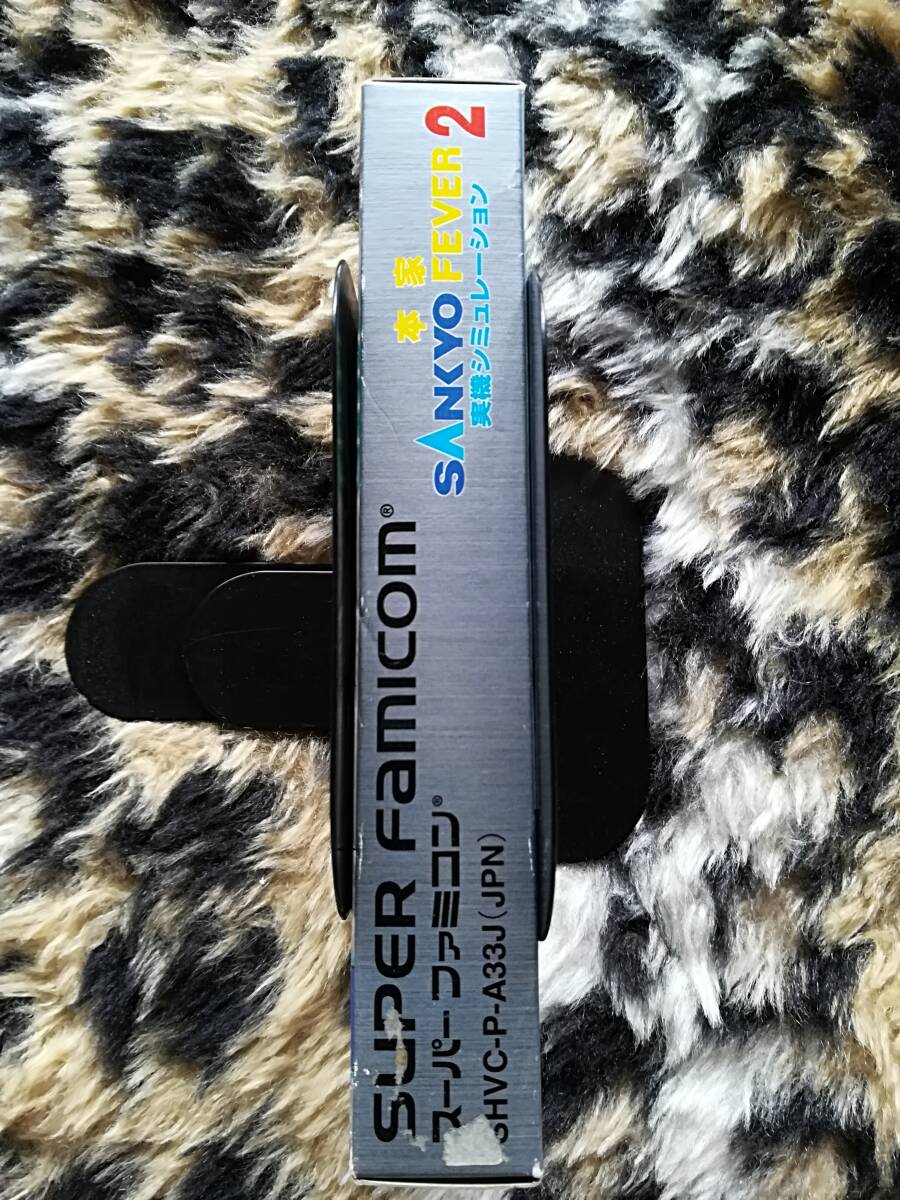 SUPER FAMICOM®
スーパーファミコン®
SHVC-P-A33J(JPN)
本家
SANKYO FEVER 2
実機シミュレーション